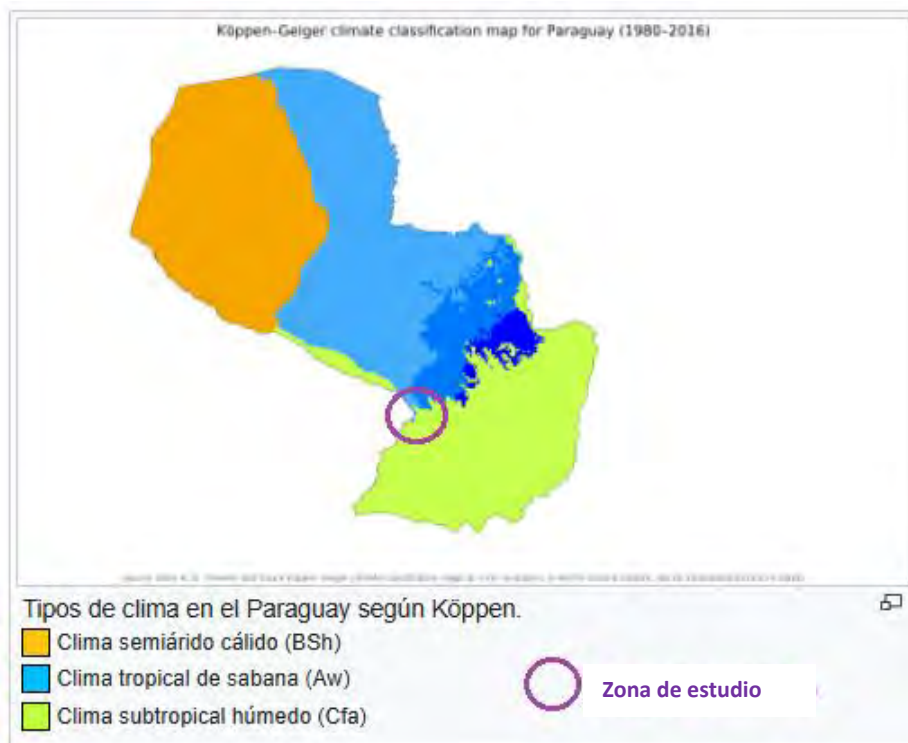 Köppen-Geiger climate classification map for Paraguay (1980-2016)
Tipos de clima en el Paraguay según Köppen.
Clima semiárido cálido (BSh)
Clima tropical de sabana (Aw)
Clima subtropical húmedo (Cfa)
Zona de estudio